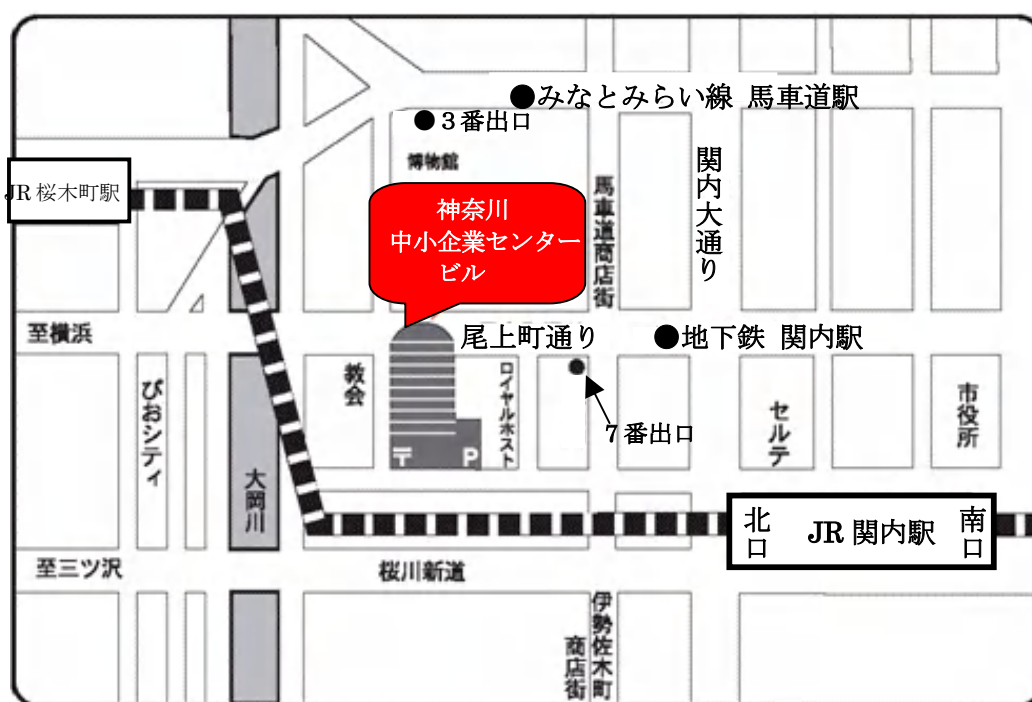 ●みなとみらい線 馬車道駅
●３番出口
博物館
関内大通り
馬車道商店街
JR 桜木町駅
神奈川
中小企業センター
ビル
至横浜
尾上町通り
●地下鉄 関内駅
教会
ロイヤルホスト
７番出口
ぴおシティ
セルテ
市役所
〒
P
大岡川
北口
JR 関内駅
南口
至三ツ沢
桜川新道
伊勢佐木町
商店街